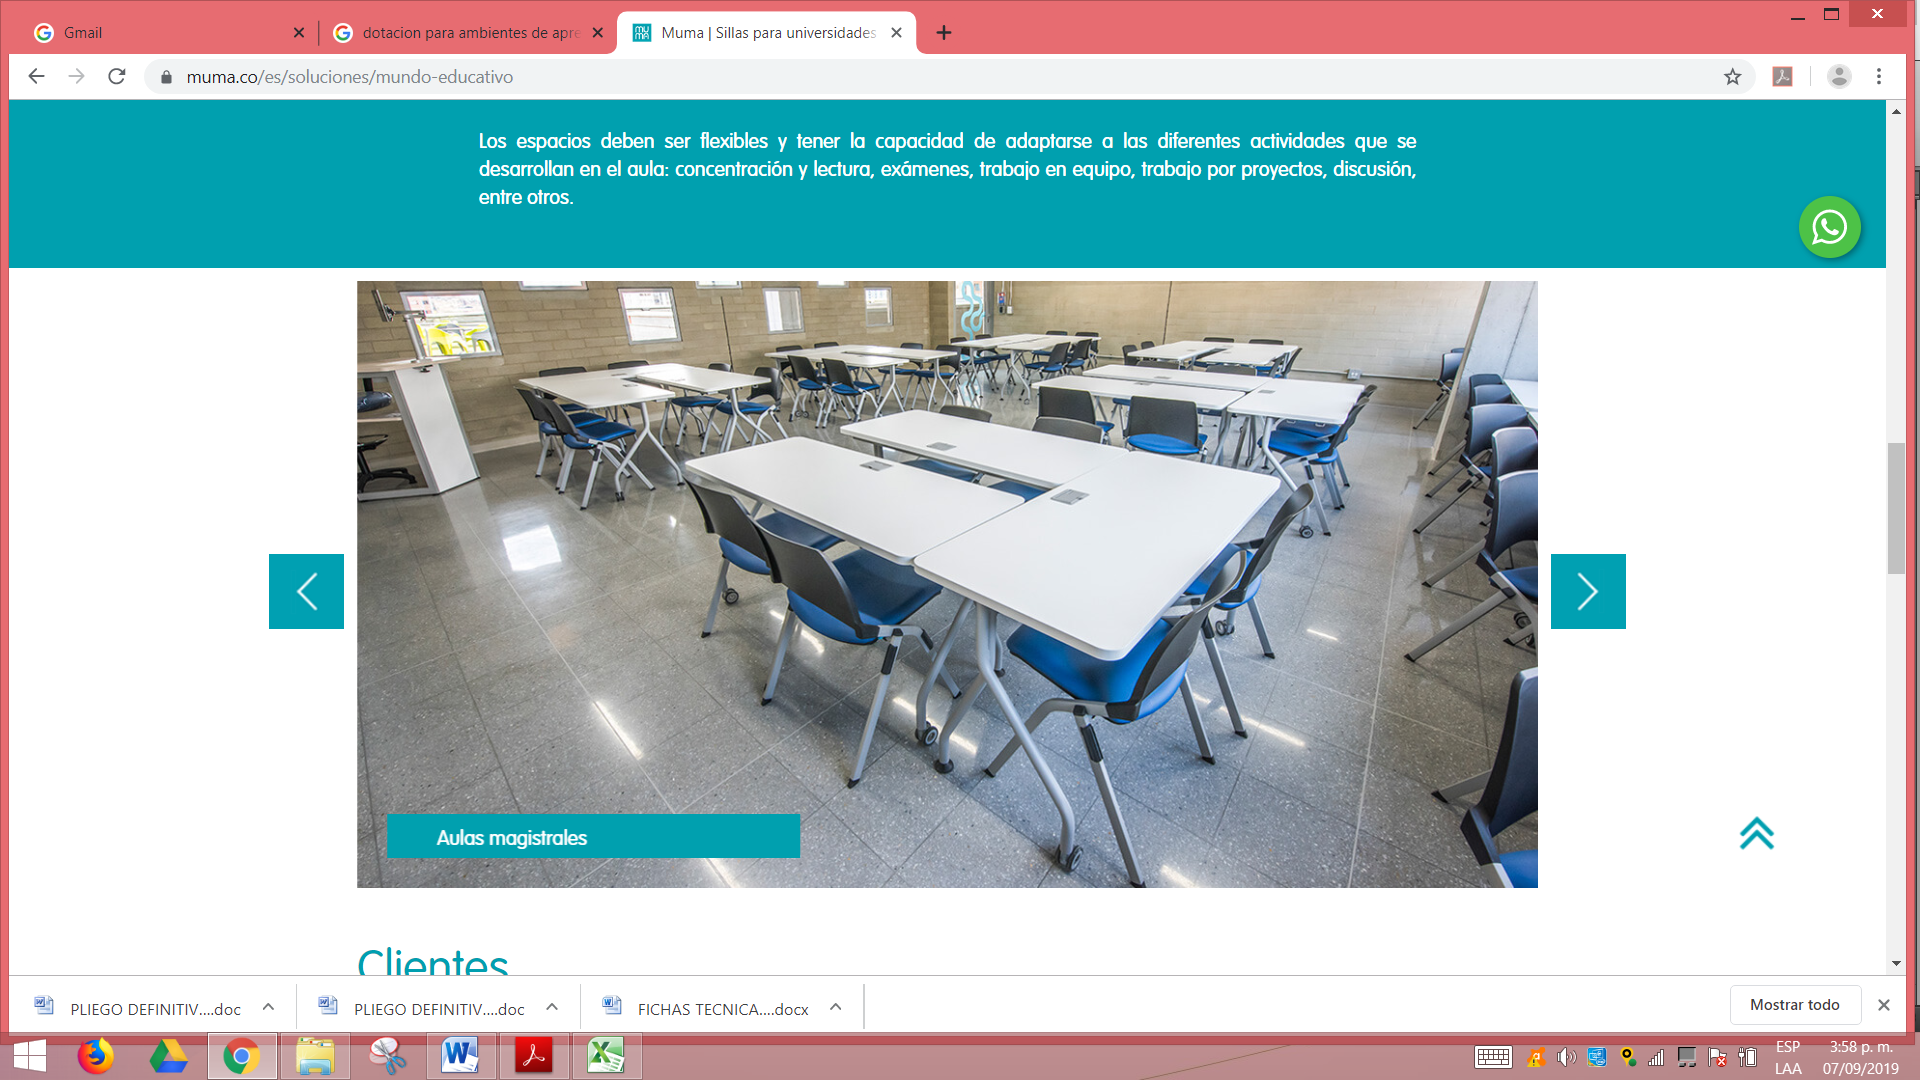 Gmail
dotacion para ambientes de apre
Muma | Sillas para universidades
muma.co/es/soluciones/mundo-educativo
Los espacios deben ser flexibles y tener la capacidad de adaptarse a las diferentes actividades que se
desarrollan en el aula: concentración y lectura, exámenes, trabajo en equipo, trabajo por proyectos, discusión,
entre otros.
Aulas magistrales
Clientes
PLIEGO DEFINITIV....doc
PLIEGO DEFINITIV....doc
FICHAS TECNICA....docx
Mostrar todo
ESP
LAA
3:58 p. m.
07/09/2019